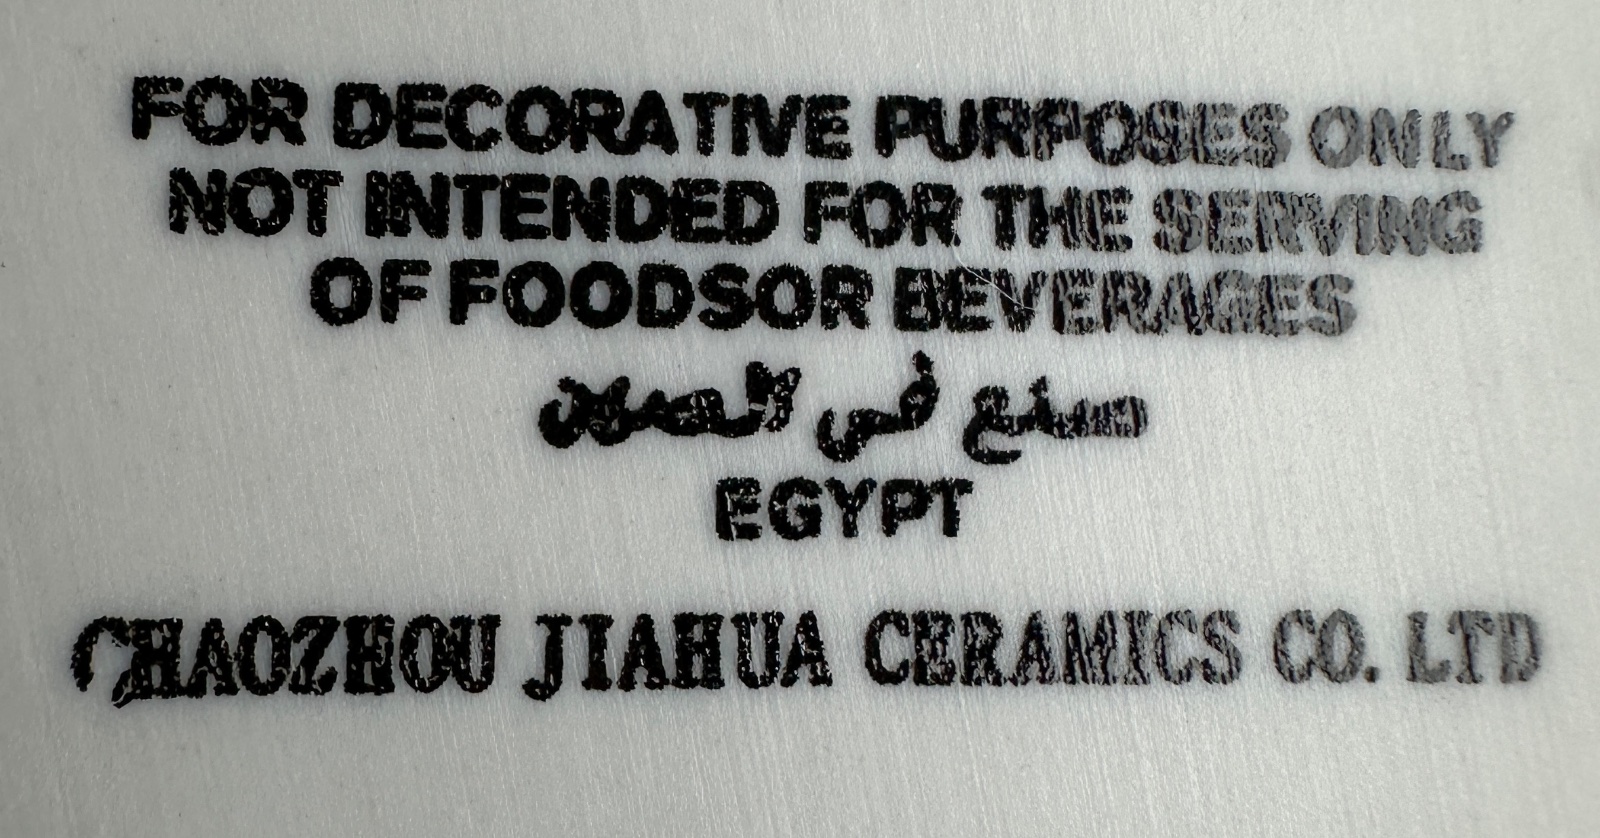 FOR DECORATIVE PURPOSES ONLY
NOT INTENDED FOR THE SERVING
OF FOODSOR BEVERAGES
صنع في الصين
EGYPT
CHAOZHOU JIAHUA CERAMICS CO. LTD